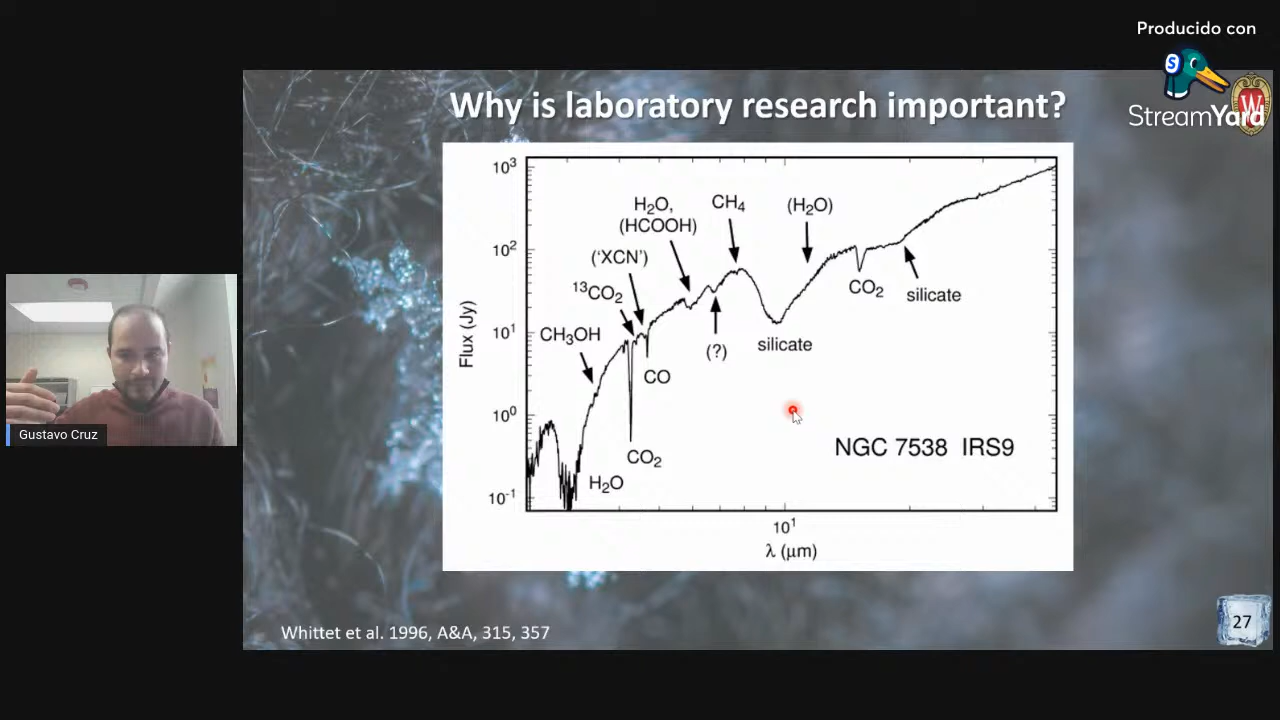 Producido con
S
StreamYard
W
Why is laboratory research important?
10³
10²
10¹
10⁰
10⁻¹
Flux (Jy)
H₂O,
(HCOOH)
CH₄
(H₂O)
('XCN')
¹³CO₂
CH₃OH
CO
(?)
silicate
CO₂
silicate
CO₂
H₂O
NGC 7538 IRS9
10¹
λ (μm)
Gustavo Cruz
Whittet et al. 1996, A&A, 315, 357
27